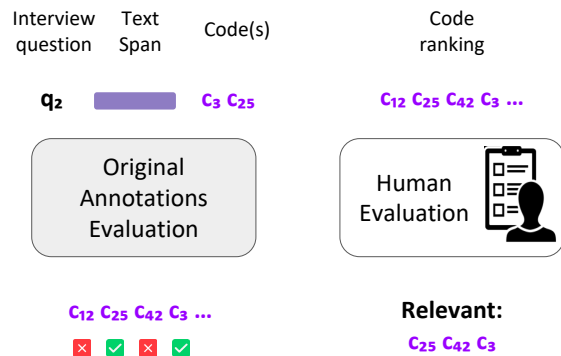 Interview question
Text Span
Code(s)
Code ranking
q₂
c₃ c₂₅
c₁₂ c₂₅ c₄₂ c₃ ...
Original
Annotations
Evaluation
Human
Evaluation
c₁₂ c₂₅ c₄₂ c₃ ...
Relevant:
c₂₅ c₄₂ c₃